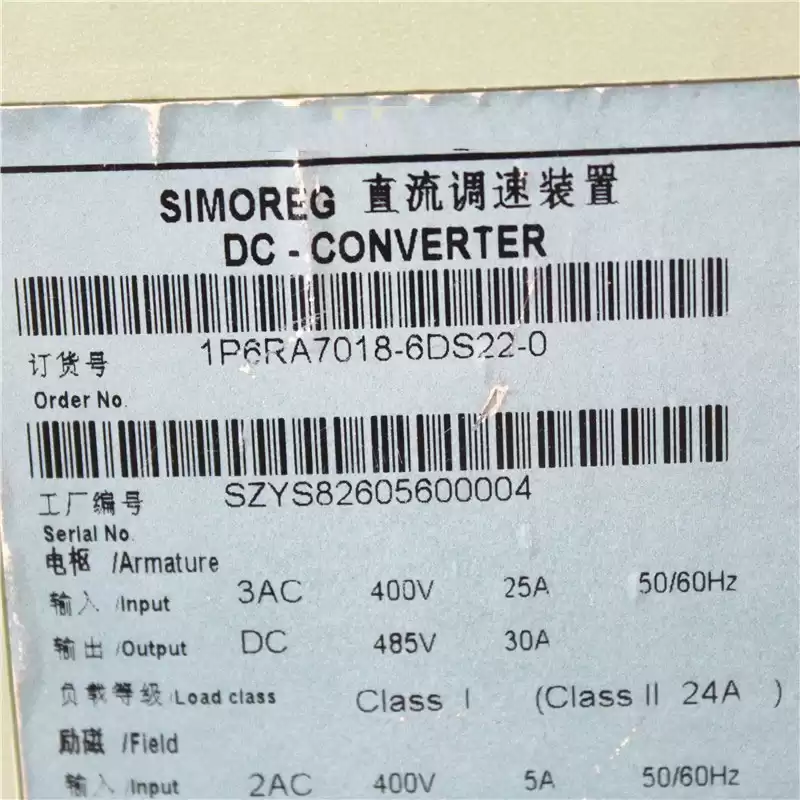 SIMOREG 直流调速装置
DC - CONVERTER
订货号 1P6RA7018-6DS22-0
Order No.
工厂编号 SZYS82605600004
Serial No.
电枢 /Armature
输入 /Input 3AC 400V 25A 50/60Hz
输出 /Output DC 485V 30A
负载等级/Load class Class I (Class II 24A )
励磁 /Field
输入 /Input 2AC 400V 5A 50/60Hz